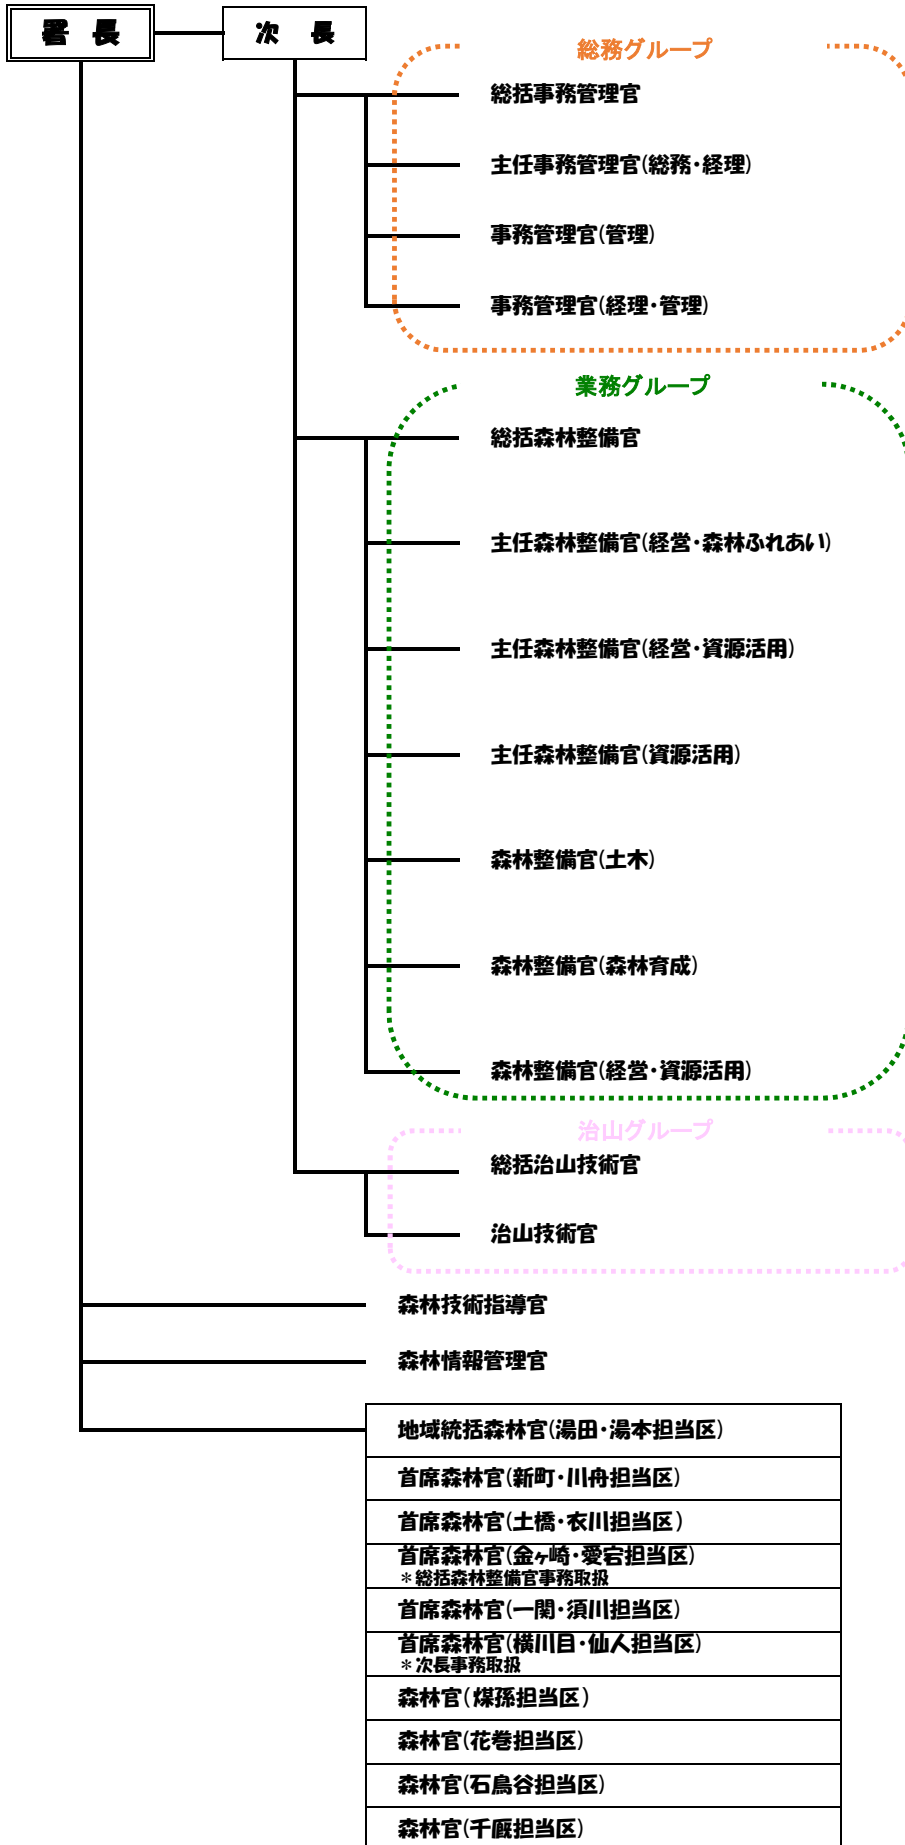 署 長
次 長
総務グループ
総括事務管理官
主任事務管理官(総務・経理)
事務管理官(管理)
事務管理官(経理・管理)
業務グループ
総括森林整備官
主任森林整備官(経営・森林ふれあい)
主任森林整備官(経営・資源活用)
主任森林整備官(資源活用)
森林整備官(土木)
森林整備官(森林育成)
森林整備官(経営・資源活用)
治山グループ
総括治山技術官
治山技術官
森林技術指導官
森林情報管理官
地域統括森林官(湯田・湯本担当区)
首席森林官(新町・川舟担当区)
首席森林官(土橋・衣川担当区)
首席森林官(金ヶ崎・愛宕担当区)
＊総括森林整備官事務取扱
首席森林官(一関・須川担当区)
首席森林官(横川目・仙人担当区)
＊次長事務取扱
森林官(煤孫担当区)
森林官(花巻担当区)
森林官(石鳥谷担当区)
森林官(千厩担当区)